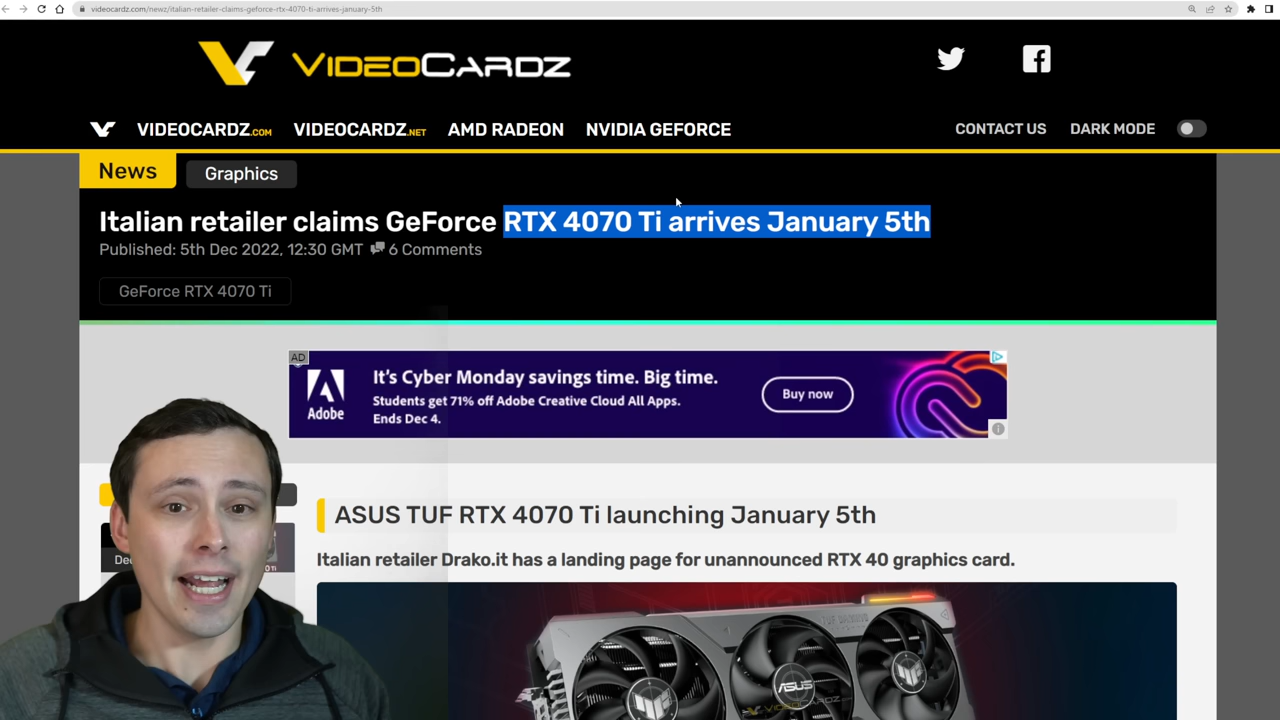 videocardz.com/newz/italian-retailer-claims-geforce-rtx-4070-ti-arrives-january-5th
VIDEOCARDZ
VIDEOCARDZ.COM VIDEOCARDZ.NET AMD RADEON NVIDIA GEFORCE CONTACT US DARK MODE
News Graphics
Italian retailer claims GeForce RTX 4070 Ti arrives January 5th
Published: 5th Dec 2022, 12:30 GMT 6 Comments
GeForce RTX 4070 Ti
AD
It's Cyber Monday savings time. Big time.
Students get 71% off Adobe Creative Cloud All Apps.
Ends Dec 4.
Adobe
Buy now
ASUS TUF RTX 4070 Ti launching January 5th
Dec
Italian retailer Drako.it has a landing page for unannounced RTX 40 graphics card.
ASUS
VIDEOCARDZ